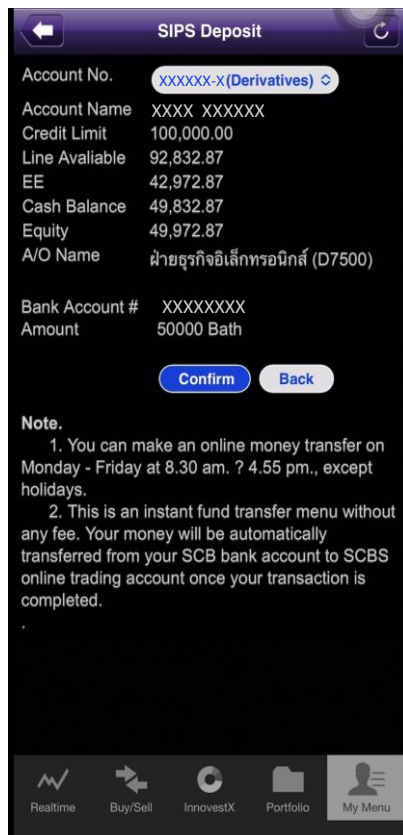 SIPS Deposit
Account No. XXXXXX-X(Derivatives)
Account Name XXXX XXXXXX
Credit Limit 100,000.00
Line Avaliable 92,832.87
EE 42,972.87
Cash Balance 49,832.87
Equity 49,972.87
A/O Name ฝ่ายธุรกิจอิเล็กทรอนิกส์ (D7500)
Bank Account # XXXXXXXX
Amount 50000 Bath
Confirm Back
Note.
1. You can make an online money transfer on
Monday - Friday at 8.30 am. ? 4.55 pm., except
holidays.
2. This is an instant fund transfer menu without
any fee. Your money will be automatically
transferred from your SCB bank account to SCBS
online trading account once your transaction is
completed.
.
Realtime Buy/Sell InnovestX Portfolio My Menu